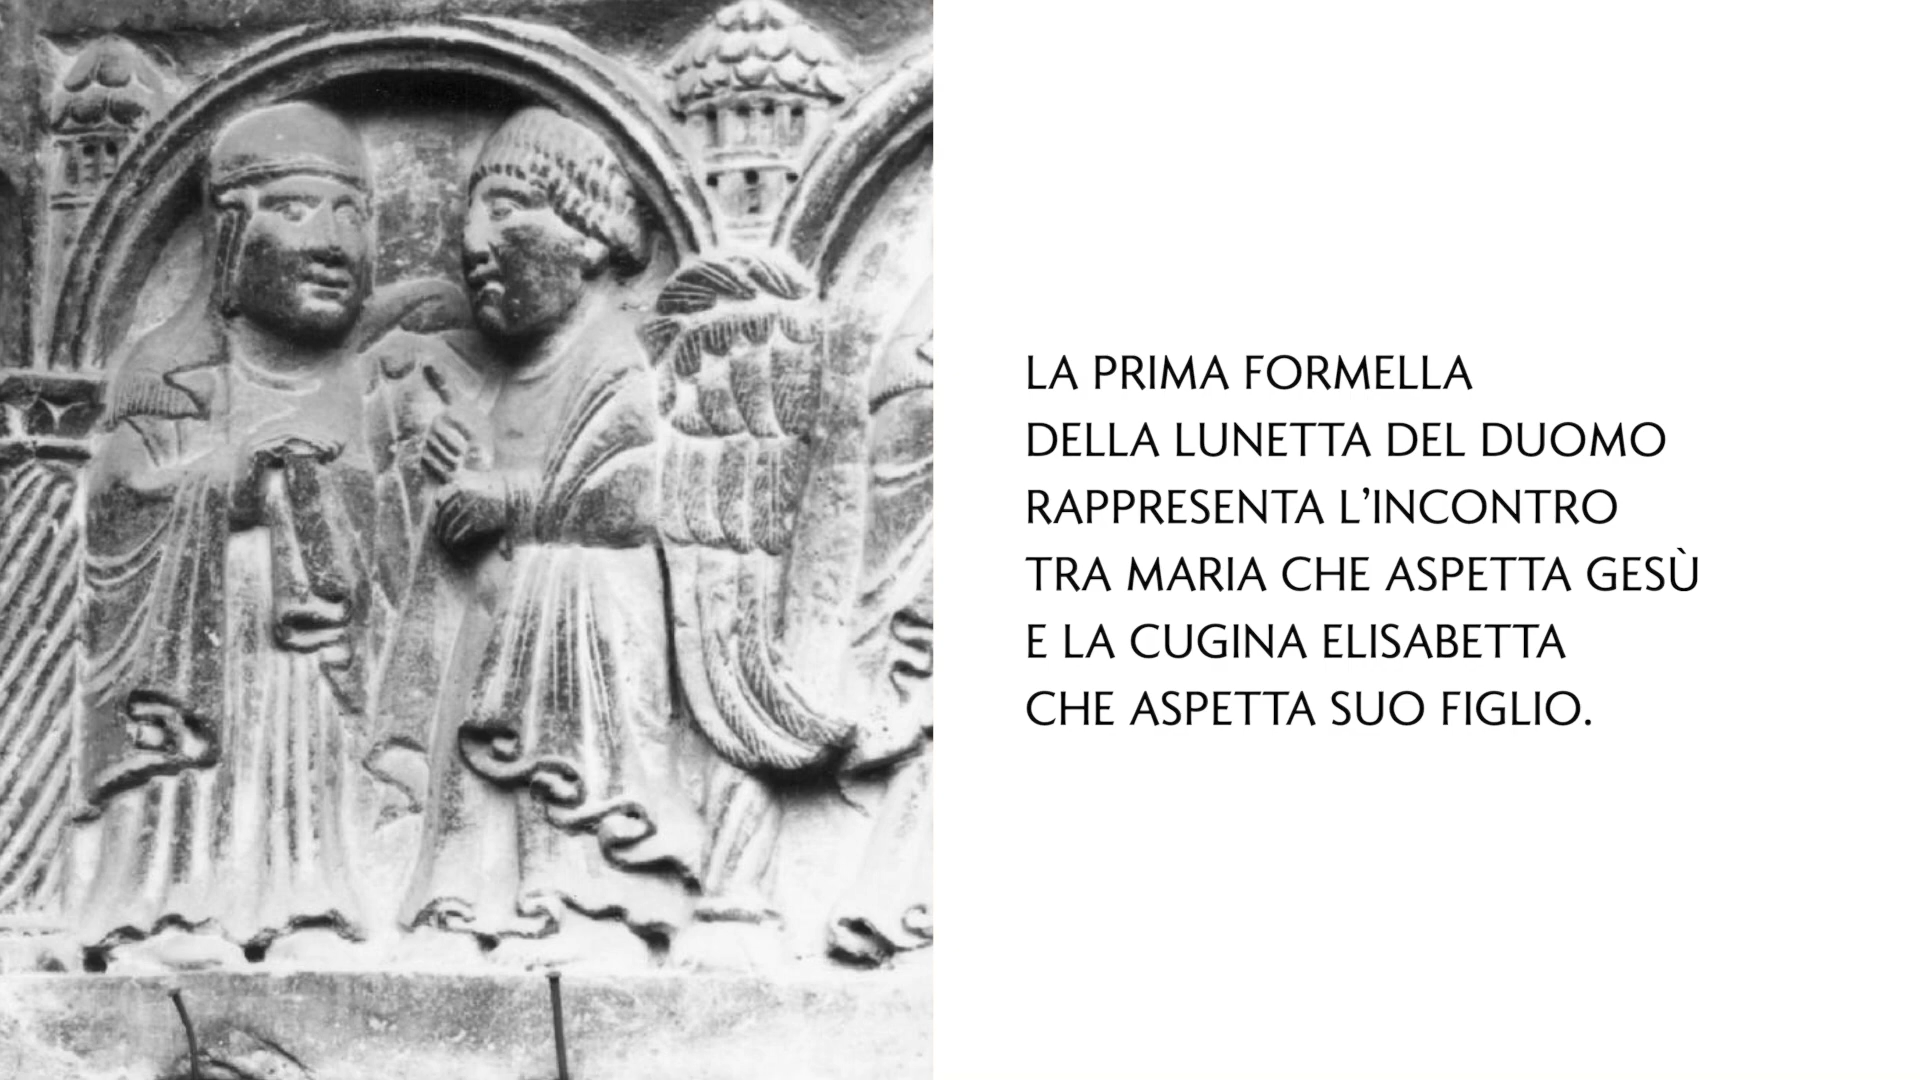 LA PRIMA FORMELLA
DELLA LUNETTA DEL DUOMO
RAPPRESENTA L’INCONTRO
TRA MARIA CHE ASPETTA GESÙ
E LA CUGINA ELISABETTA
CHE ASPETTA SUO FIGLIO.